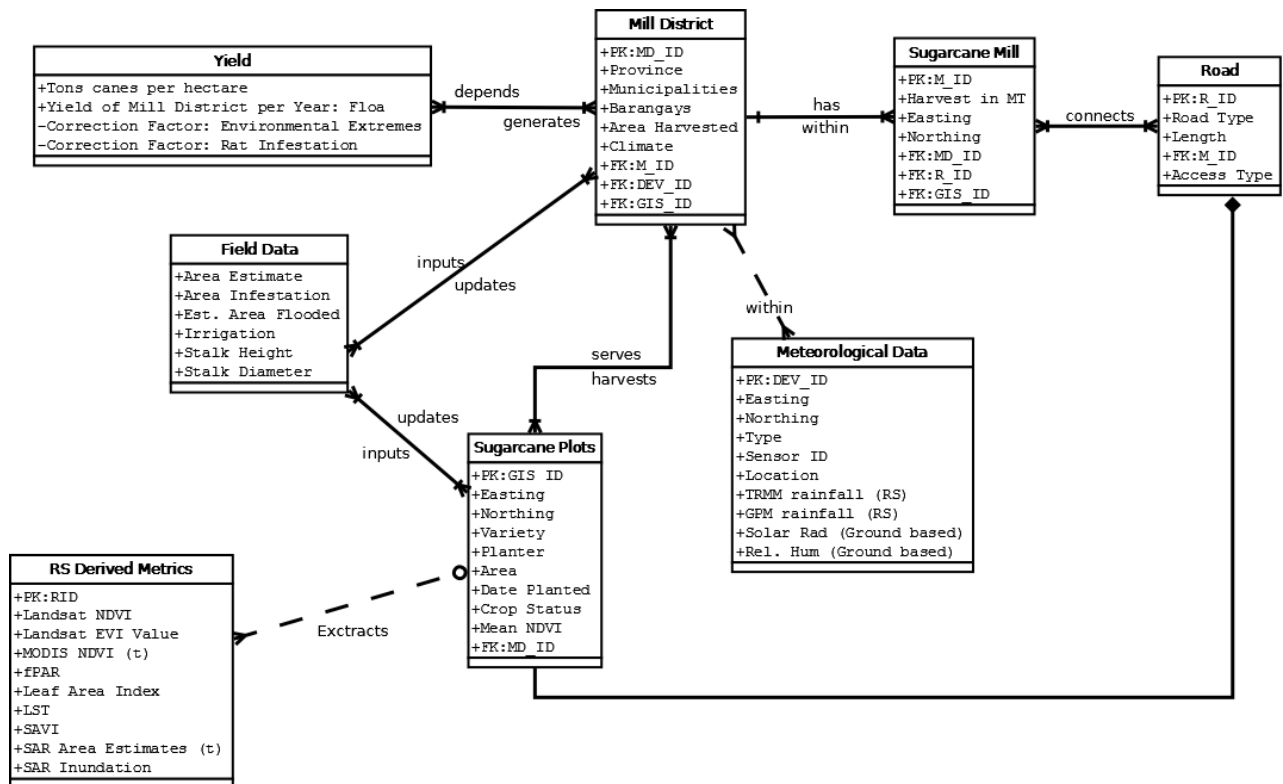 Yield
+Tons canes per hectare
+Yield of Mill District per Year: Floa
-Correction Factor: Environmental Extremes
-Correction Factor: Rat Infestation
depends
generates
Mill District
+PK:MD_ID
+Province
+Municipalities
+Barangays
+Area Harvested
+Climate
+FK:M_ID
+FK:DEV_ID
+FK:GIS_ID
has
within
Sugarcane Mill
+PK:M_ID
+Harvest in MT
+Easting
+Northing
+FK:MD_ID
+FK:R_ID
+FK:GIS_ID
connects
Road
+PK:R_ID
+Road Type
+Length
+FK:M_ID
+Access Type
Field Data
+Area Estimate
+Area Infestation
+Est. Area Flooded
+Irrigation
+Stalk Height
+Stalk Diameter
inputs
updates
within
serves
harvests
updates
inputs
Meteorological Data
+PK:DEV_ID
+Easting
+Northing
+Type
+Sensor ID
+Location
+TRMM rainfall (RS)
+GPM rainfall (RS)
+Solar Rad (Ground based)
+Rel. Hum (Ground based)
Sugarcane Plots
+PK:GIS ID
+Easting
+Northing
+Variety
+Planter
+Area
+Date Planted
+Crop Status
+Mean NDVI
+FK:MD_ID
Exctracts
RS Derived Metrics
+PK:RID
+Landsat NDVI
+Landsat EVI Value
+MODIS NDVI (t)
+fPAR
+Leaf Area Index
+LST
+SAVI
+SAR Area Estimates (t)
+SAR Inundation